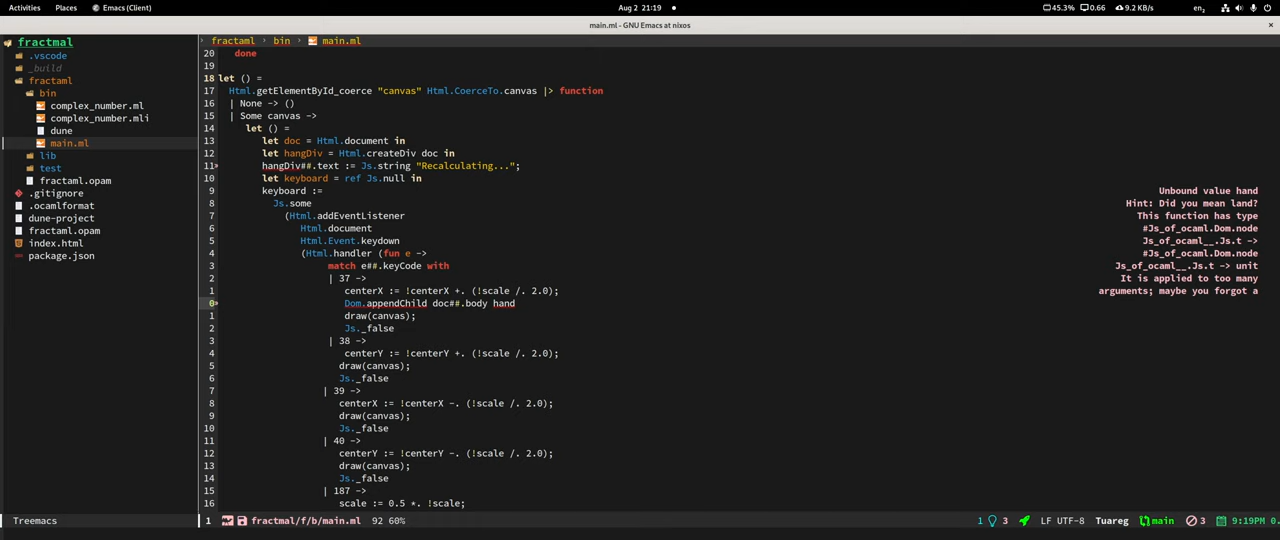 Activities Places Emacs (Client) Aug 2 21:19 45.3% 0.66 9.2 KB/s en₂
main.ml - GNU Emacs at nixos ×
fractmal
.vscode
_build
fractaml
bin
complex_number.ml
complex_number.mli
dune
main.ml
lib
test
fractaml.opam
.gitignore
.ocamlformat
dune-project
fractaml.opam
index.html
package.json
› fractaml › bin › main.ml
20 done
19
18 let () =
17 Html.getElementById_coerce "canvas" Html.CoerceTo.canvas |> function
16 | None -> ()
15 | Some canvas ->
14 let () =
13 let doc = Html.document in
12 let hangDiv = Html.createDiv doc in
11 hangDiv##.text := Js.string "Recalculating...";
10 let keyboard = ref Js.null in
9 keyboard :=
8 Js.some
7 (Html.addEventListener
6 Html.document
5 Html.Event.keydown
4 (Html.handler (fun e ->
3 match e##.keyCode with
2 | 37 ->
1 centerX := !centerX +. (!scale /. 2.0);
0 Dom.appendChild doc##.body hand
1 draw(canvas);
2 Js._false
3 | 38 ->
4 centerY := !centerY +. (!scale /. 2.0);
5 draw(canvas);
6 Js._false
7 | 39 ->
8 centerX := !centerX -. (!scale /. 2.0);
9 draw(canvas);
10 Js._false
11 | 40 ->
12 centerY := !centerY -. (!scale /. 2.0);
13 draw(canvas);
14 Js._false
15 | 187 ->
16 scale := 0.5 *. !scale;
Unbound value hand
Hint: Did you mean land?
This function has type
#Js_of_ocaml.Dom.node
Js_of_ocaml__.Js.t ->
#Js_of_ocaml.Dom.node
Js_of_ocaml__.Js.t -> unit
It is applied to too many
arguments; maybe you forgot a
Treemacs
1 fractmal/f/b/main.ml 92 60% 1 3 LF UTF-8 Tuareg main 3 9:19PM 0.